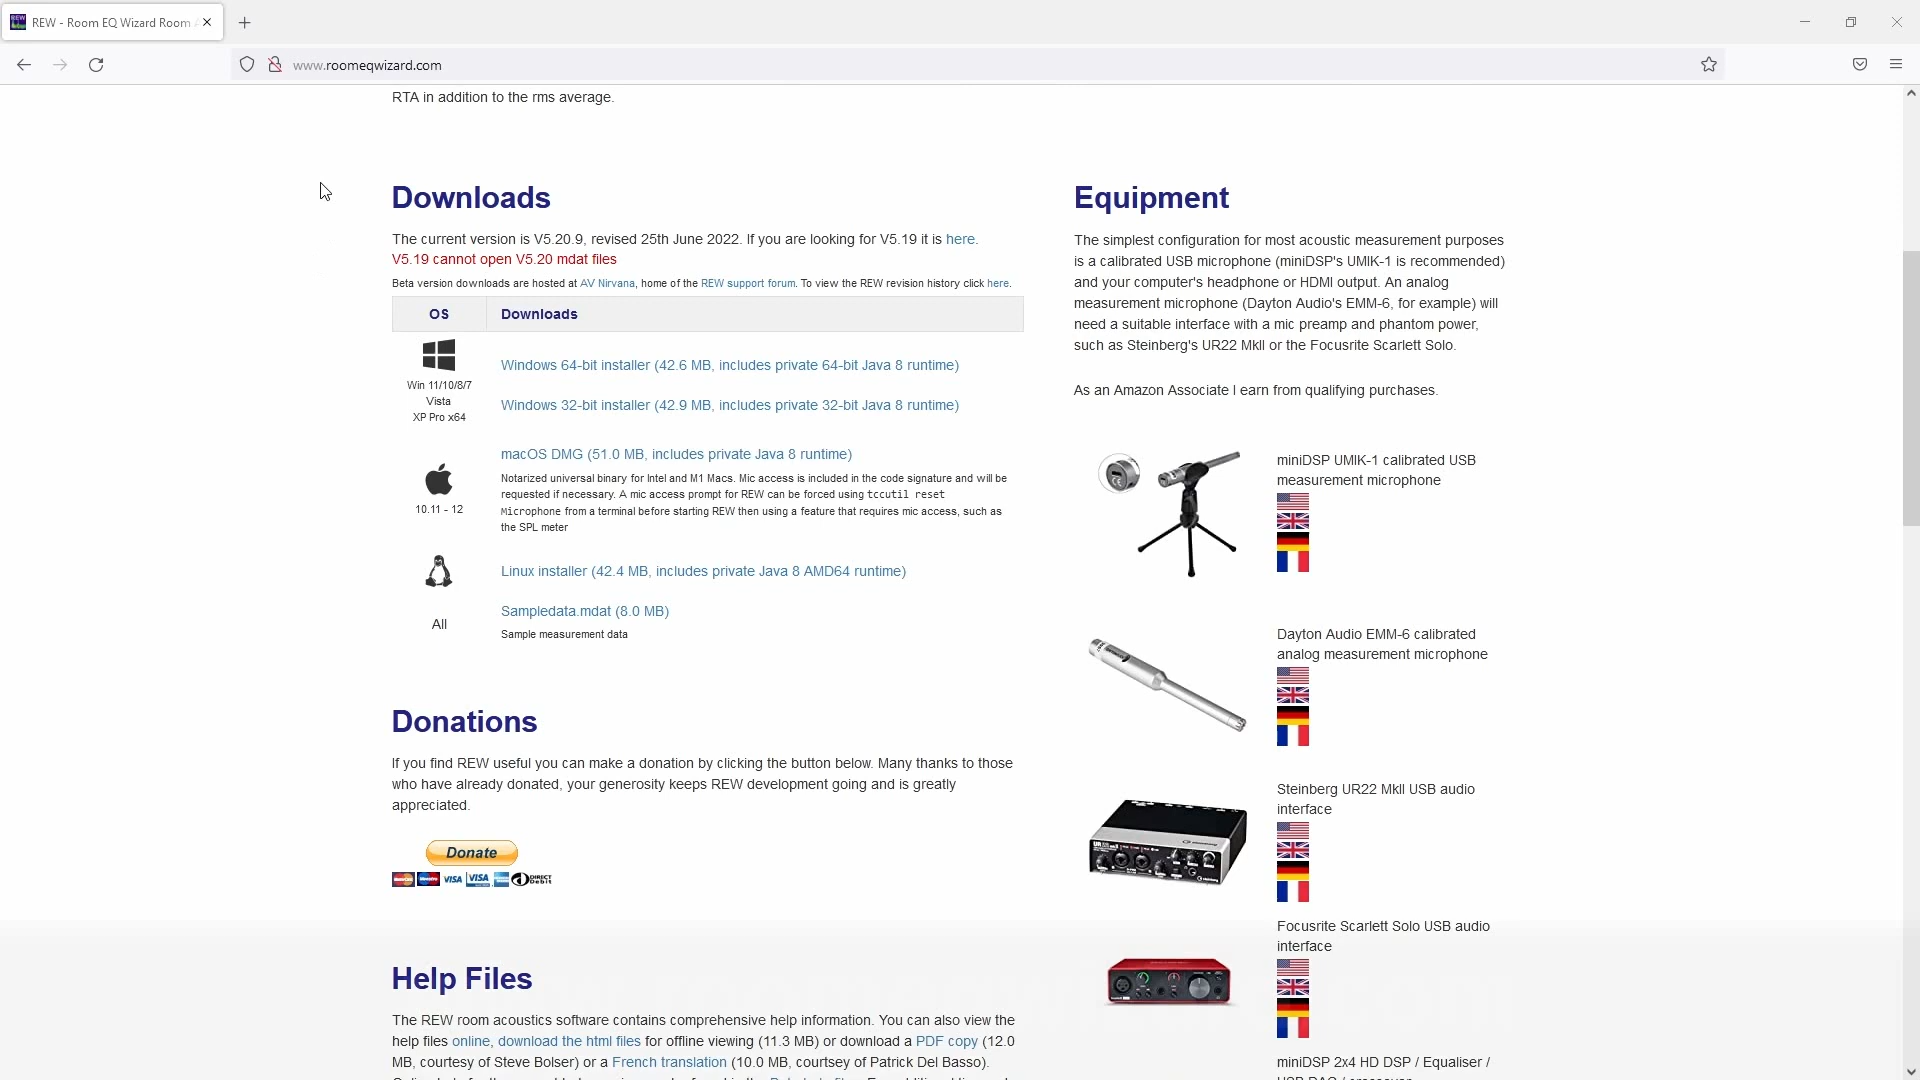 REW - Room EQ Wizard Room
www.roomeqwizard.com
RTA in addition to the rms average.
Downloads
The current version is V5.20.9, revised 25th June 2022. If you are looking for V5.19 it is here.
V5.19 cannot open V5.20 mdat files
Beta version downloads are hosted at AV Nirvana, home of the REW support forum. To view the REW revision history click here.
OS Downloads
Win 11/10/8/7
Vista
XP Pro x64
Windows 64-bit installer (42.6 MB, includes private 64-bit Java 8 runtime)
Windows 32-bit installer (42.9 MB, includes private 32-bit Java 8 runtime)
10.11 - 12
macOS DMG (51.0 MB, includes private Java 8 runtime)
Notarized universal binary for Intel and M1 Macs. Mic access is included in the code signature and will be
requested if necessary. A mic access prompt for REW can be forced using tccutil reset
Microphone from a terminal before starting REW then using a feature that requires mic access, such as
the SPL meter
Linux installer (42.4 MB, includes private Java 8 AMD64 runtime)
All
Sampledata.mdat (8.0 MB)
Sample measurement data
Donations
If you find REW useful you can make a donation by clicking the button below. Many thanks to those
who have already donated, your generosity keeps REW development going and is greatly
appreciated.
Donate
VISA VISA DIRECT Debit
Help Files
The REW room acoustics software contains comprehensive help information. You can also view the
help files online, download the html files for offline viewing (11.3 MB) or download a PDF copy (12.0
MB, courtesy of Steve Bolser) or a French translation (10.0 MB, courtsey of Patrick Del Basso).
Equipment
The simplest configuration for most acoustic measurement purposes
is a calibrated USB microphone (miniDSP's UMIK-1 is recommended)
and your computer's headphone or HDMI output. An analog
measurement microphone (Dayton Audio's EMM-6, for example) will
need a suitable interface with a mic preamp and phantom power,
such as Steinberg's UR22 MkII or the Focusrite Scarlett Solo.
As an Amazon Associate I earn from qualifying purchases.
miniDSP UMIK-1 calibrated USB
measurement microphone
Dayton Audio EMM-6 calibrated
analog measurement microphone
Steinberg UR22 MkII USB audio
interface
Focusrite Scarlett Solo USB audio
interface
miniDSP 2x4 HD DSP / Equaliser /
USB DAC / crossover